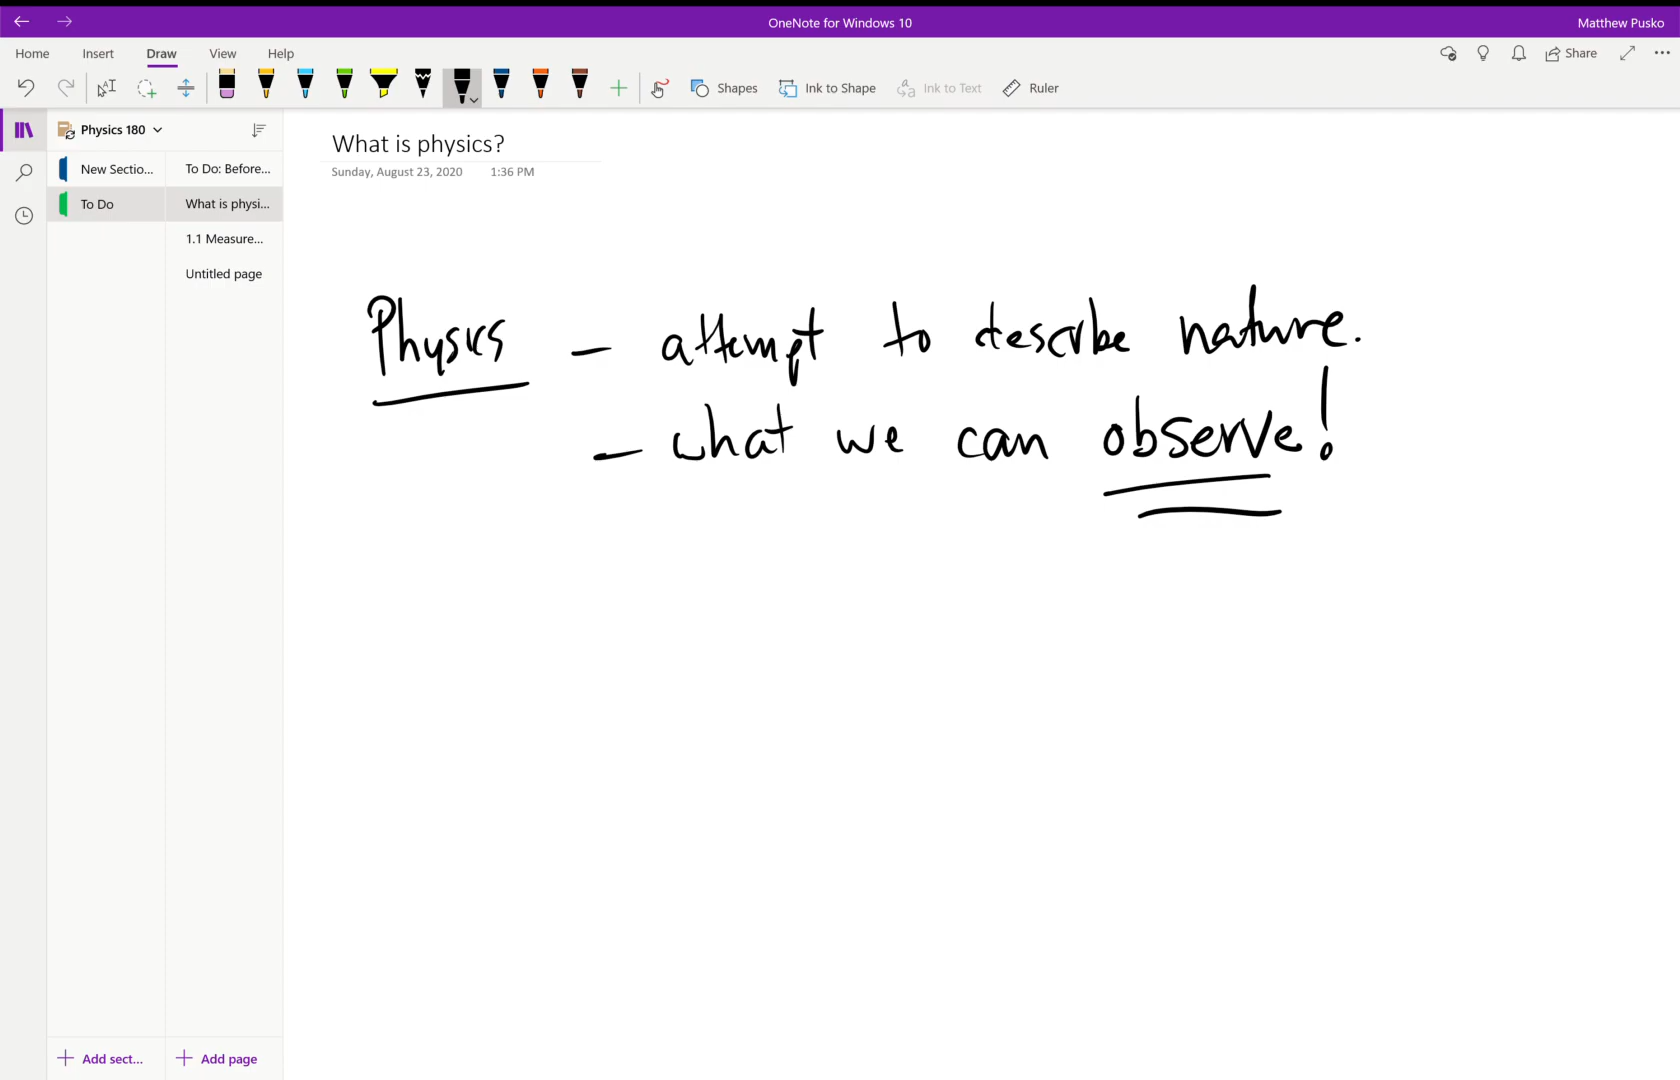 OneNote for Windows 10
Matthew Pusko
Home Insert Draw View Help
Share
Shapes Ink to Shape Ink to Text Ruler
Physics 180
New Sectio...
To Do
To Do: Before...
What is physi...
1.1 Measure...
Untitled page
What is physics?
Sunday, August 23, 2020 1:36 PM
Physics - attempt to describe nature.
- what we can observe!
Add sect...
Add page